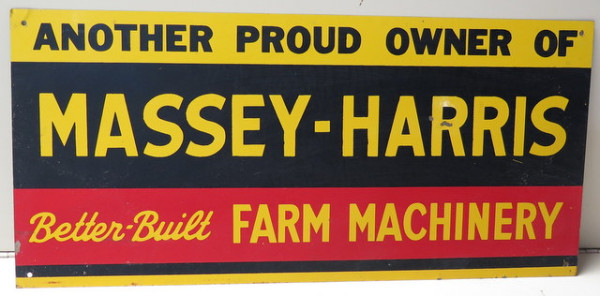 ANOTHER PROUD OWNER OF
MASSEY-HARRIS
Better-Built FARM MACHINERY